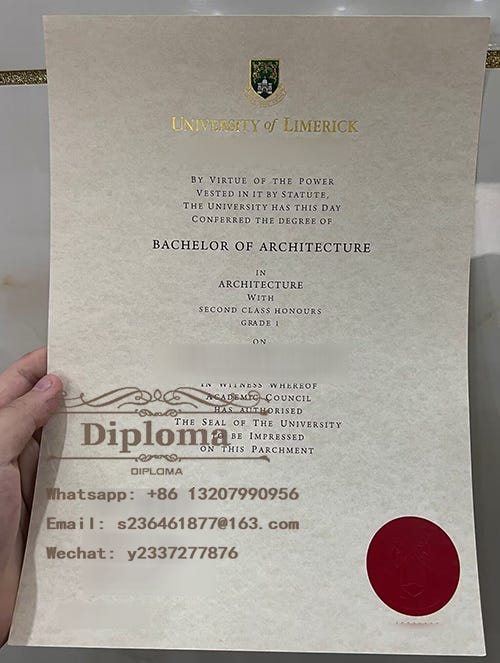 UNIVERSITY of LIMERICK
BY VIRTUE OF THE POWER
VESTED IN IT BY STATUTE,
THE UNIVERSITY HAS THIS DAY
CONFERRED THE DEGREE OF
BACHELOR OF ARCHITECTURE
IN
ARCHITECTURE
WITH
SECOND CLASS HONOURS
GRADE 1
ON
IN WITNESS WHEREOF
ACADEMIC COUNCIL
HAS AUTHORISED
THE SEAL OF THE UNIVERSITY
TO BE IMPRESSED
ON THIS PARCHMENT
Diploma
DIPLOMA
Whatsapp: +86 13207990956
Email: s236461877@163.com
Wechat: y2337277876